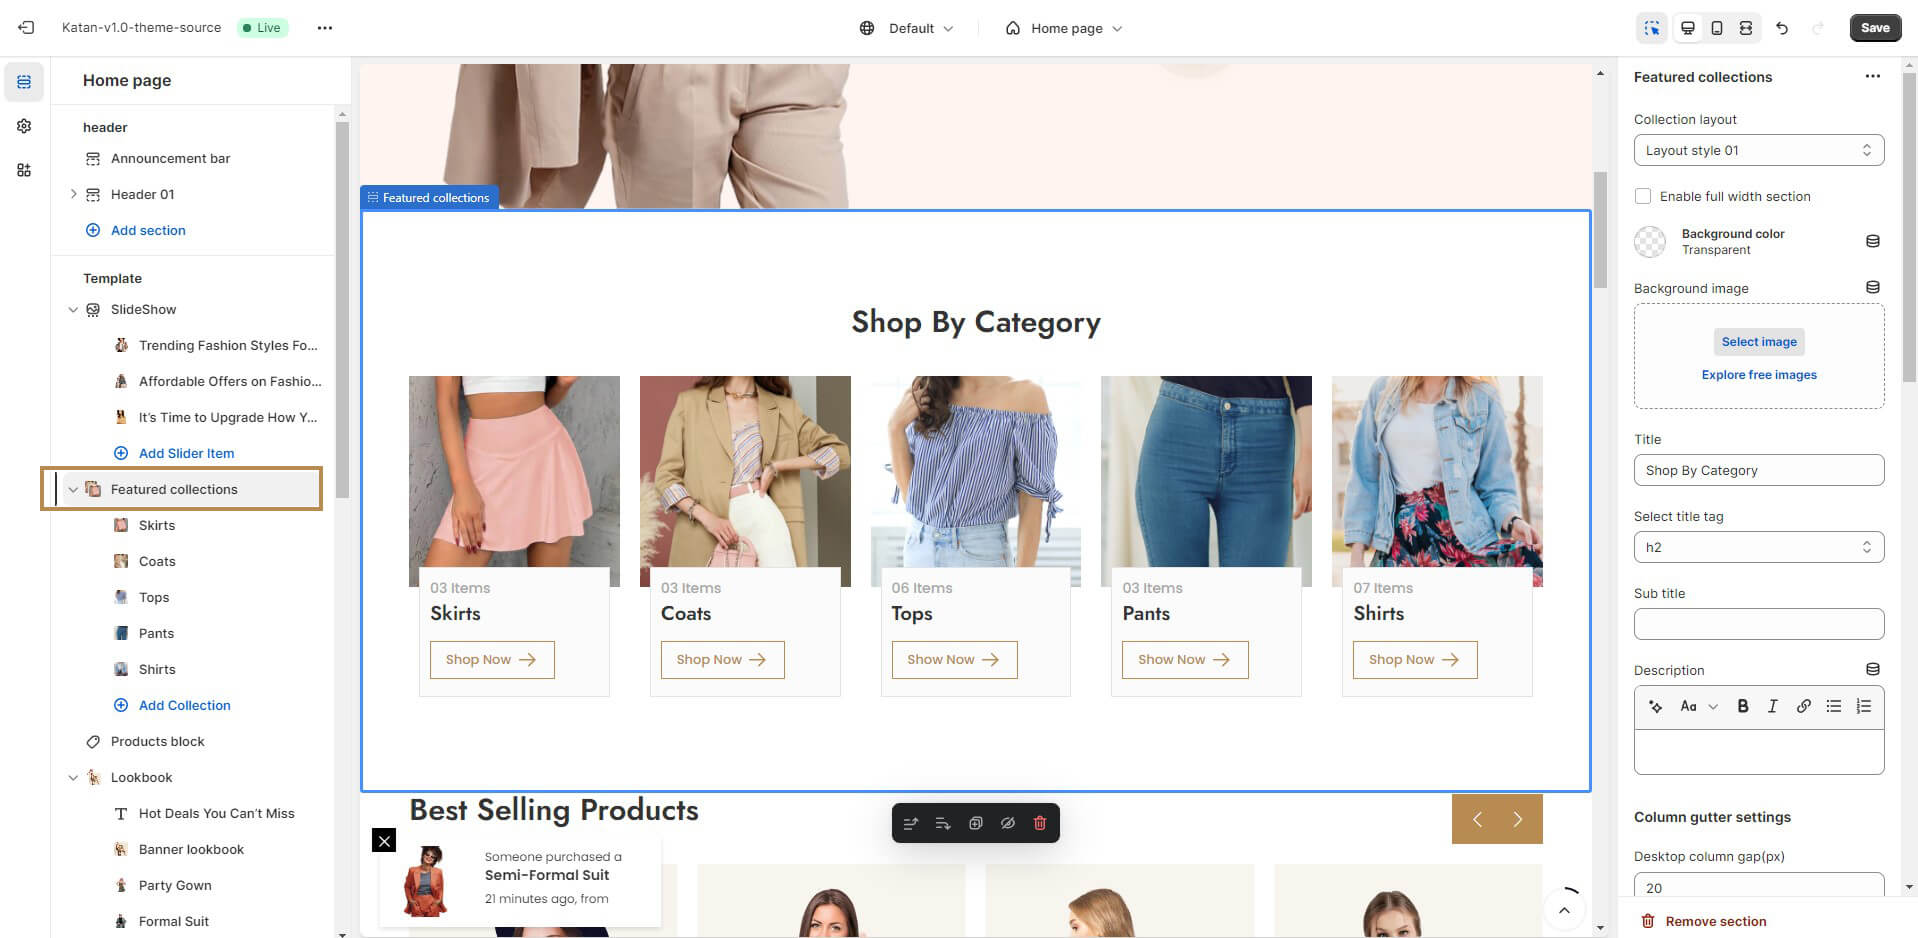 Katan-v1.0-theme-source
Live
Default
Home page
Save
Home page
header
Announcement bar
Header 01
Add section
Template
SlideShow
Trending Fashion Styles Fo...
Affordable Offers on Fashio...
It's Time to Upgrade How Y...
Add Slider Item
Featured collections
Skirts
Coats
Tops
Pants
Shirts
Add Collection
Products block
Lookbook
Hot Deals You Can't Miss
Banner lookbook
Party Gown
Formal Suit
Featured collections
Shop By Category
03 Items
Skirts
Shop Now
03 Items
Coats
Shop Now
06 Items
Tops
Show Now
03 Items
Pants
Show Now
07 Items
Shirts
Shop Now
Best Selling Products
Someone purchased a
Semi-Formal Suit
21 minutes ago, from
Featured collections
Collection layout
Layout style 01
Enable full width section
Background color
Transparent
Background image
Select image
Explore free images
Title
Shop By Category
Select title tag
h2
Sub title
Description
Aa
B
I
Column gutter settings
Desktop column gap(px)
20
Remove section